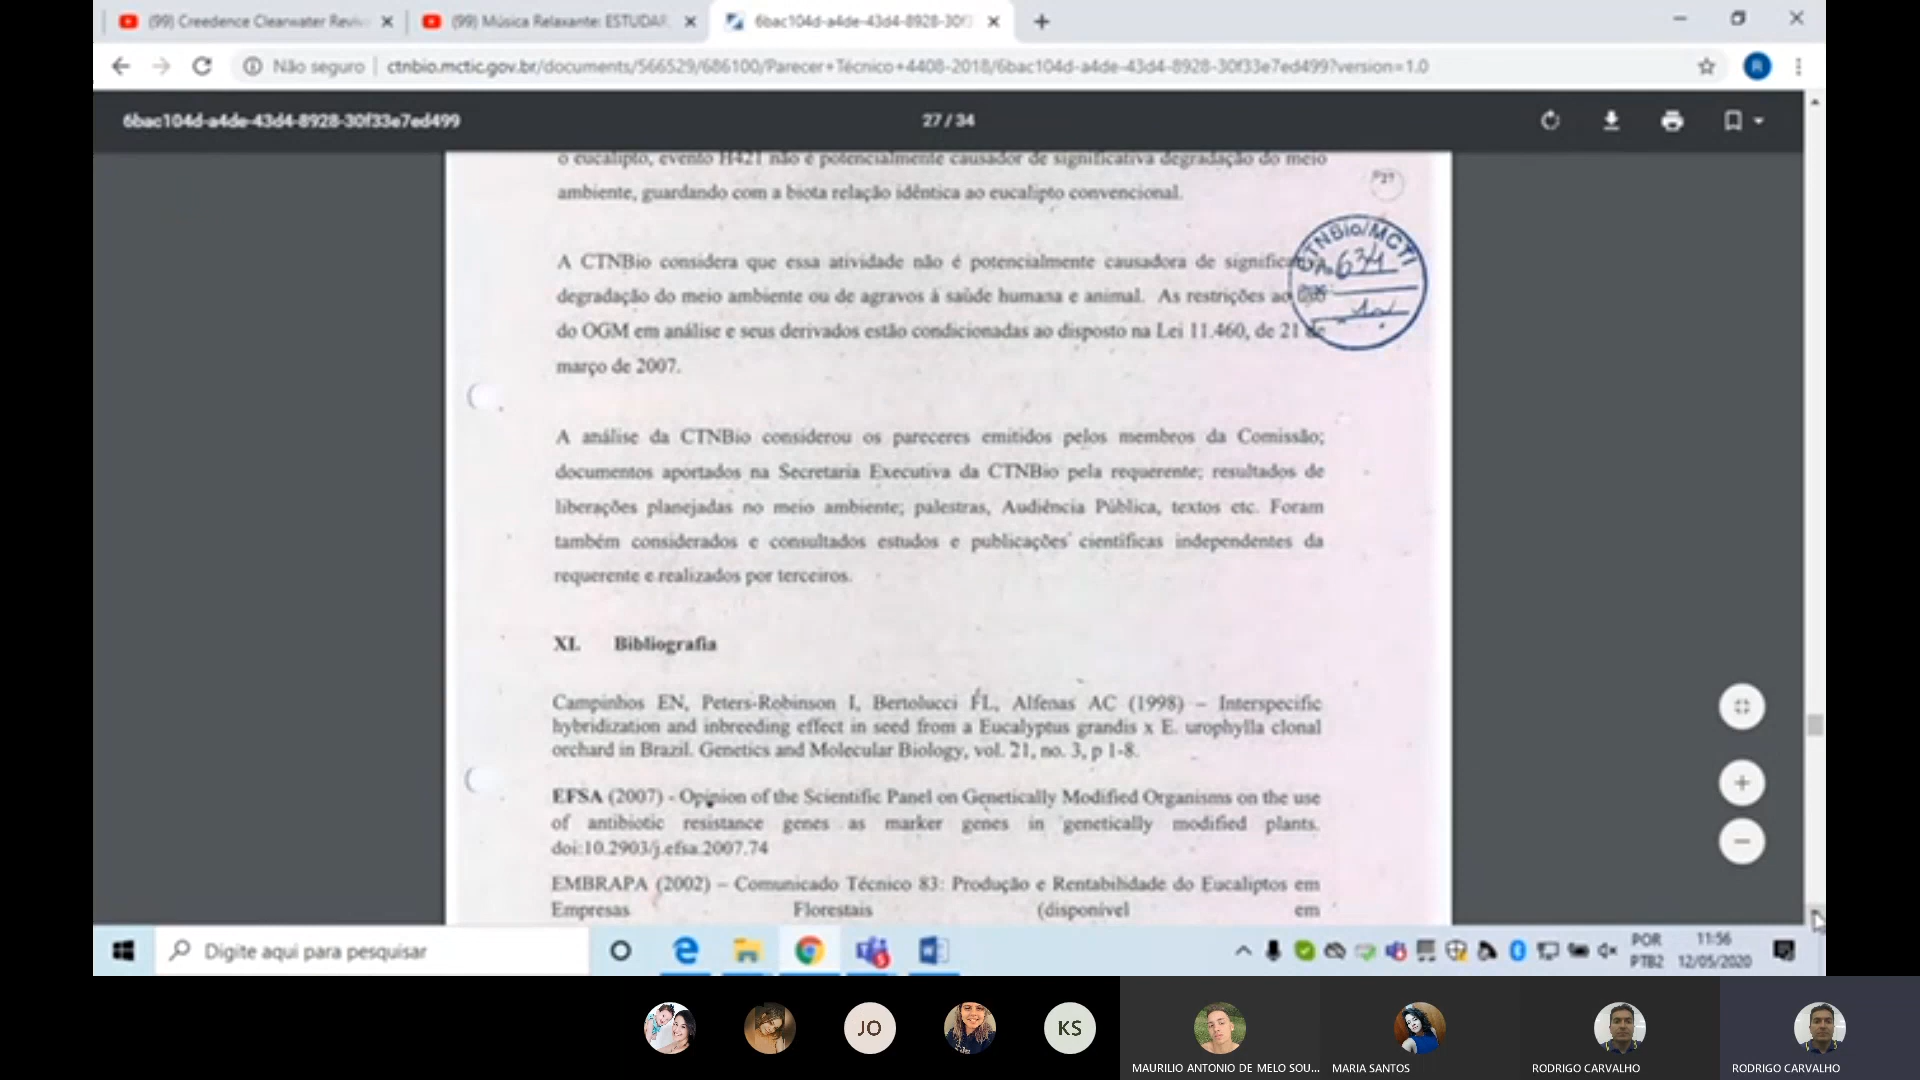 (99) Creedence Clearwater Reviv
(99) Música Relaxante: ESTUDAR
6bac104d-a4de-43d4-8928-30f3
Não seguro | ctnbio.mctic.gov.br/documents/566529/686100/Parecer+Técnico+4408-2018/6bac104d-a4de-43d4-8928-30f33e7ed499?version=1.0
R
6bac104d-a4de-43d4-8928-30f33e7ed499
27 / 34
o eucalipto, evento H421 não é potencialmente causador de significativa degradação do meio
ambiente, guardando com a biota relação idêntica ao eucalipto convencional.
CTNBio/MCTI
634
A CTNBio considera que essa atividade não é potencialmente causadora de significativa
degradação do meio ambiente ou de agravos à saúde humana e animal. As restrições ao uso
do OGM em análise e seus derivados estão condicionadas ao disposto na Lei 11.460, de 21 de
março de 2007.
A análise da CTNBio considerou os pareceres emitidos pelos membros da Comissão;
documentos aportados na Secretaria Executiva da CTNBio pela requerente; resultados de
liberações planejadas no meio ambiente; palestras, Audiência Pública, textos etc. Foram
também considerados e consultados estudos e publicações científicas independentes da
requerente e realizados por terceiros.
XI. Bibliografia
Campinhos EN, Peters-Robinson I, Bertolucci FL, Alfenas AC (1998) – Interspecific
hybridization and inbreeding effect in seed from a Eucalyptus grandis x E. urophylla clonal
orchard in Brazil. Genetics and Molecular Biology, vol. 21, no. 3, p 1-8.
EFSA (2007) - Opinion of the Scientific Panel on Genetically Modified Organisms on the use
of antibiotic resistance genes as marker genes in genetically modified plants.
doi:10.2903/j.efsa.2007.74
EMBRAPA (2002) – Comunicado Técnico 83: Produção e Rentabilidade do Eucaliptos em
Empresas Florestais (disponível em
Digite aqui para pesquisar
POR
PTB2
11:56
12/05/2020
JO
KS
MAURILIO ANTONIO DE MELO SOU...
MARIA SANTOS
RODRIGO CARVALHO
RODRIGO CARVALHO